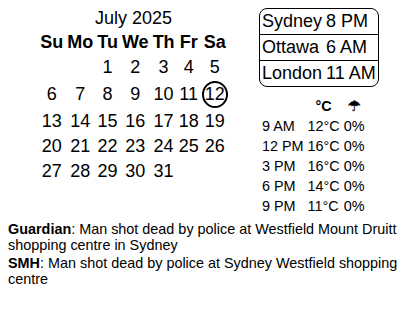 July 2025
Su Mo Tu We Th Fr Sa
1 2 3 4 5
6 7 8 9 10 11 12
13 14 15 16 17 18 19
20 21 22 23 24 25 26
27 28 29 30 31
Sydney 8 PM
Ottawa 6 AM
London 11 AM
°C ☂
9 AM 12°C 0%
12 PM 16°C 0%
3 PM 16°C 0%
6 PM 14°C 0%
9 PM 11°C 0%
Guardian: Man shot dead by police at Westfield Mount Druitt
shopping centre in Sydney
SMH: Man shot dead by police at Sydney Westfield shopping
centre